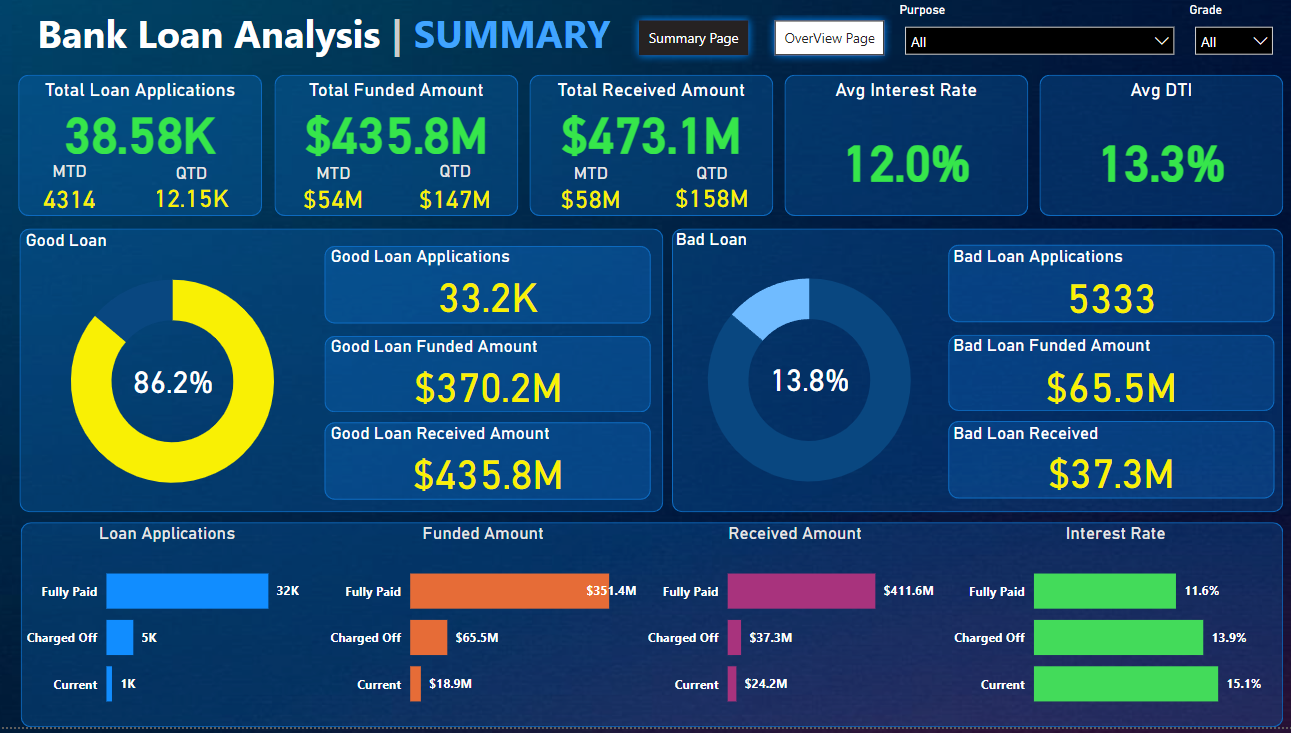 Bank Loan Analysis | SUMMARY
Summary Page
OverView Page
Purpose
All
Grade
All
Total Loan Applications
38.58K
MTD
QTD
4314
12.15K
Total Funded Amount
$435.8M
MTD
QTD
$54M
$147M
Total Received Amount
$473.1M
MTD
QTD
$58M
$158M
Avg Interest Rate
12.0%
Avg DTI
13.3%
Good Loan
86.2%
Good Loan Applications
33.2K
Good Loan Funded Amount
$370.2M
Good Loan Received Amount
$435.8M
Bad Loan
13.8%
Bad Loan Applications
5333
Bad Loan Funded Amount
$65.5M
Bad Loan Received
$37.3M
Loan Applications
Fully Paid
32K
Charged Off
5K
Current
1K
Funded Amount
Fully Paid
$351.4M
Charged Off
$65.5M
Current
$18.9M
Received Amount
Fully Paid
$411.6M
Charged Off
$37.3M
Current
$24.2M
Interest Rate
Fully Paid
11.6%
Charged Off
13.9%
Current
15.1%